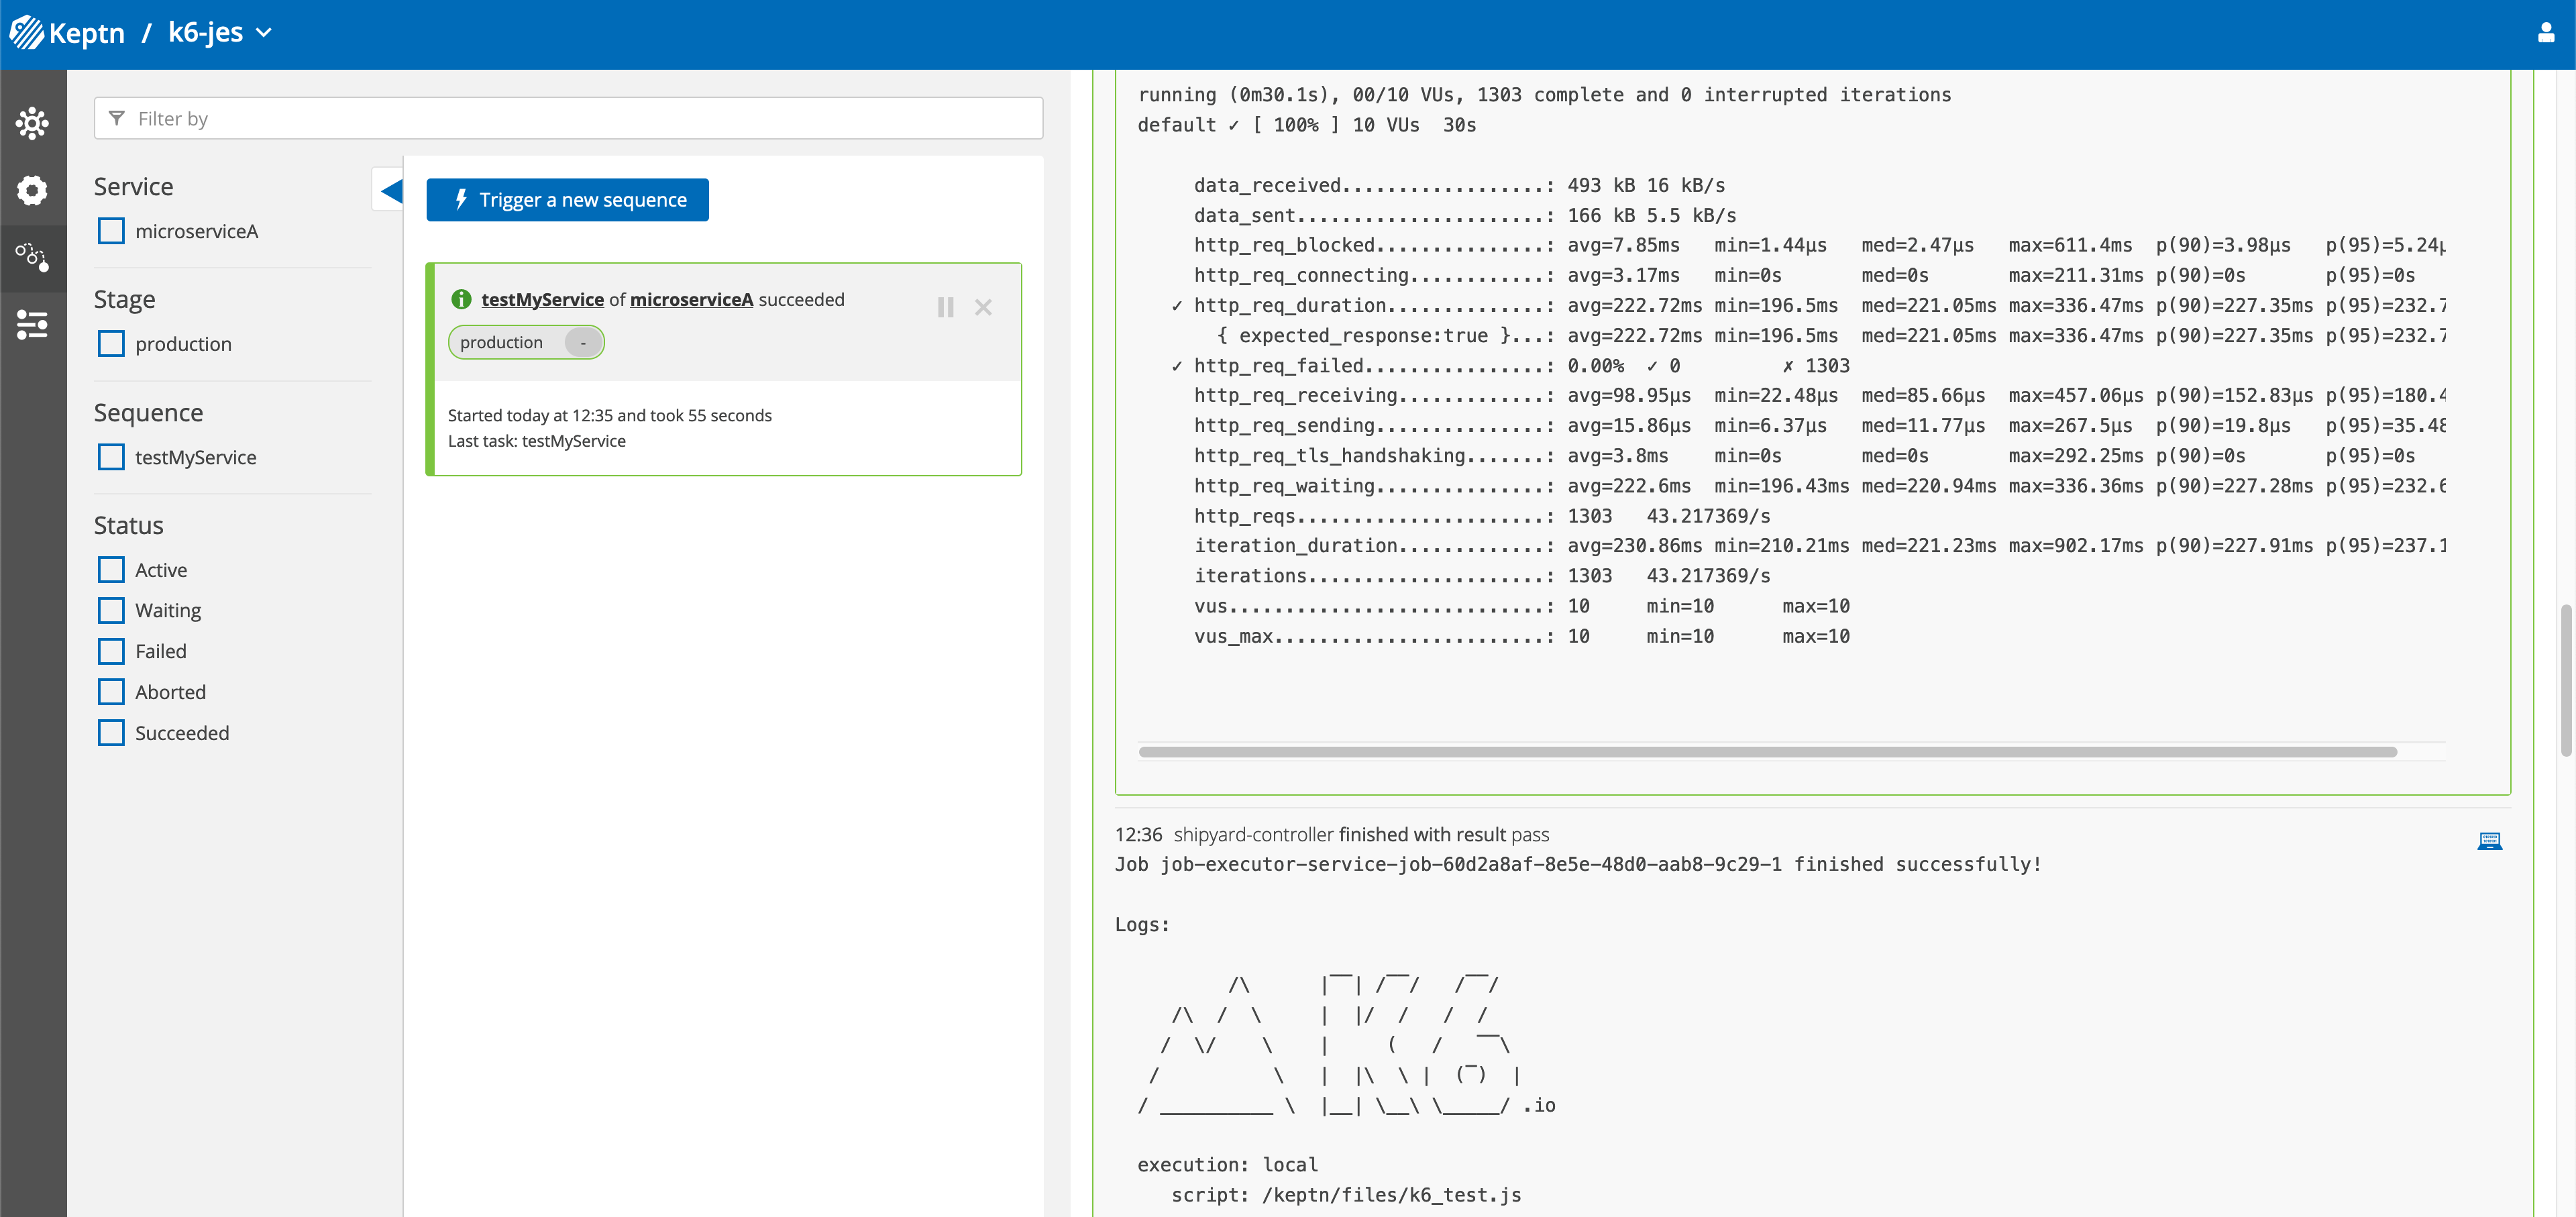 Keptn / k6-jes
Filter by
Service
microserviceA
Stage
production
Sequence
testMyService
Status
Active
Waiting
Failed
Aborted
Succeeded
Trigger a new sequence
testMyService of microserviceA succeeded
production -
Started today at 12:35 and took 55 seconds
Last task: testMyService
running (0m30.1s), 00/10 VUs, 1303 complete and 0 interrupted iterations
default ✓ [ 100% ] 10 VUs  30s
data_received..................: 493 kB 16 kB/s
data_sent......................: 166 kB 5.5 kB/s
http_req_blocked...............: avg=7.85ms   min=1.44µs   med=2.47µs   max=611.4ms  p(90)=3.98µs   p(95)=5.24µ
http_req_connecting............: avg=3.17ms   min=0s       med=0s       max=211.31ms p(90)=0s       p(95)=0s
✓ http_req_duration..............: avg=222.72ms min=196.5ms  med=221.05ms max=336.47ms p(90)=227.35ms p(95)=232.7
{ expected_response:true }...: avg=222.72ms min=196.5ms  med=221.05ms max=336.47ms p(90)=227.35ms p(95)=232.7
✓ http_req_failed................: 0.00%  ✓ 0         ✗ 1303
http_req_receiving.............: avg=98.95µs  min=22.48µs  med=85.66µs  max=457.06µs p(90)=152.83µs p(95)=180.4
http_req_sending...............: avg=15.86µs  min=6.37µs   med=11.77µs  max=267.5µs  p(90)=19.8µs   p(95)=35.48
http_req_tls_handshaking.......: avg=3.8ms    min=0s       med=0s       max=292.25ms p(90)=0s       p(95)=0s
http_req_waiting...............: avg=222.6ms  min=196.43ms med=220.94ms max=336.36ms p(90)=227.28ms p(95)=232.6
http_reqs......................: 1303   43.217369/s
iteration_duration.............: avg=230.86ms min=210.21ms med=221.23ms max=902.17ms p(90)=227.91ms p(95)=237.1
iterations.....................: 1303   43.217369/s
vus............................: 10     min=10      max=10
vus_max........................: 10     min=10      max=10
12:36 shipyard-controller finished with result pass
Job job-executor-service-job-60d2a8af-8e5e-48d0-aab8-9c29-1 finished successfully!
Logs:
.io
execution: local
script: /keptn/files/k6_test.js